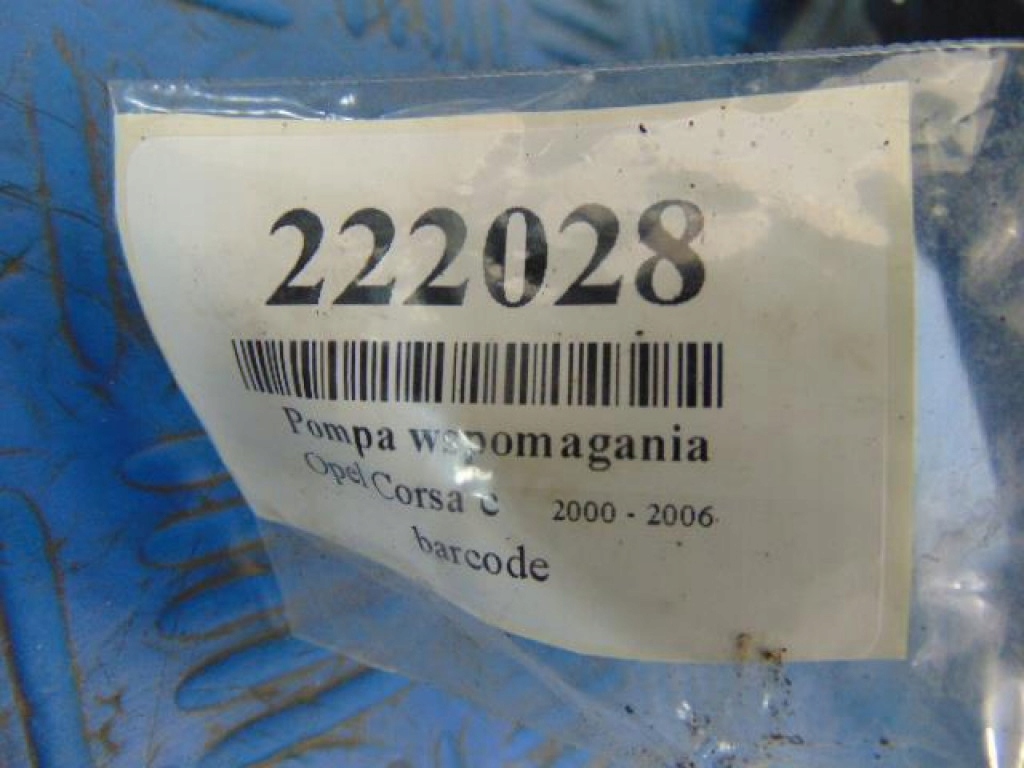 222028
Pompa wspomagania
Opel Corsa c 2000 - 2006
barcode